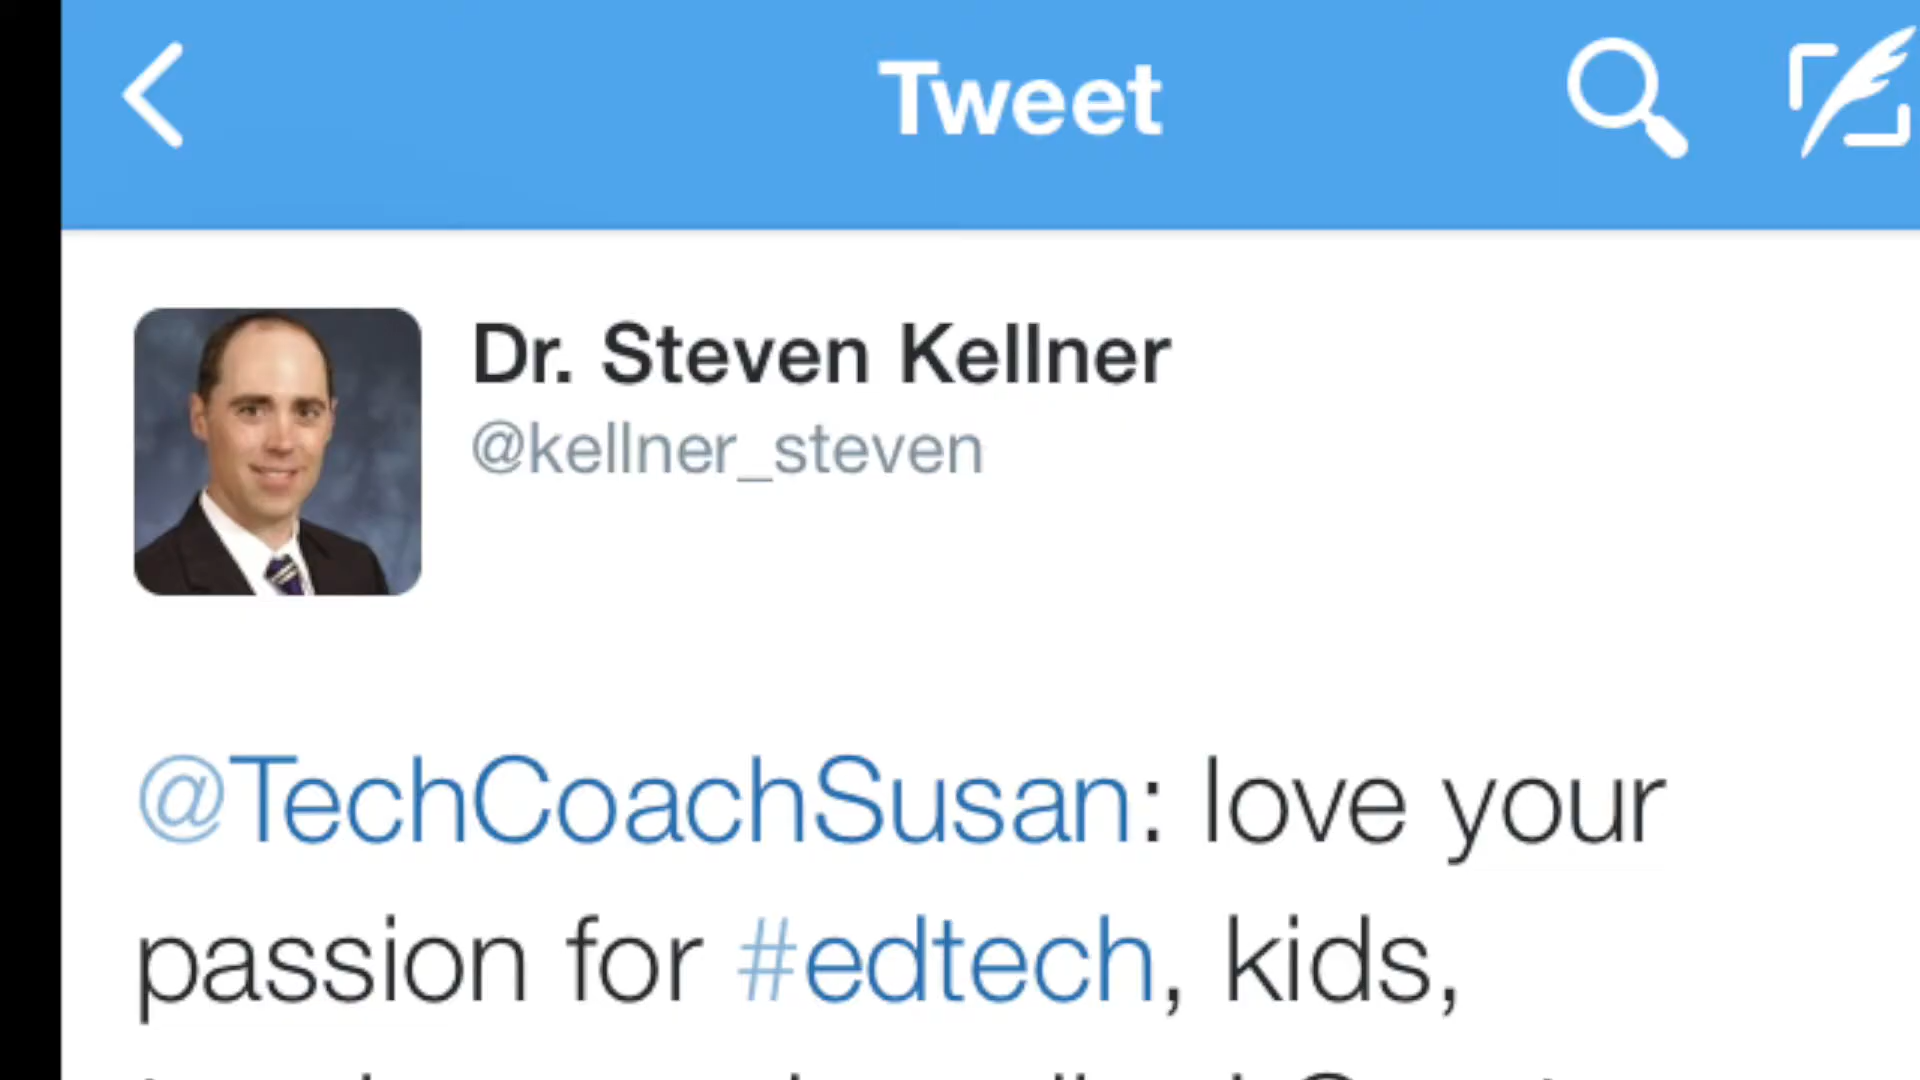 Tweet
Dr. Steven Kellner
@kellner_steven
@TechCoachSusan: love your
passion for #edtech, kids,